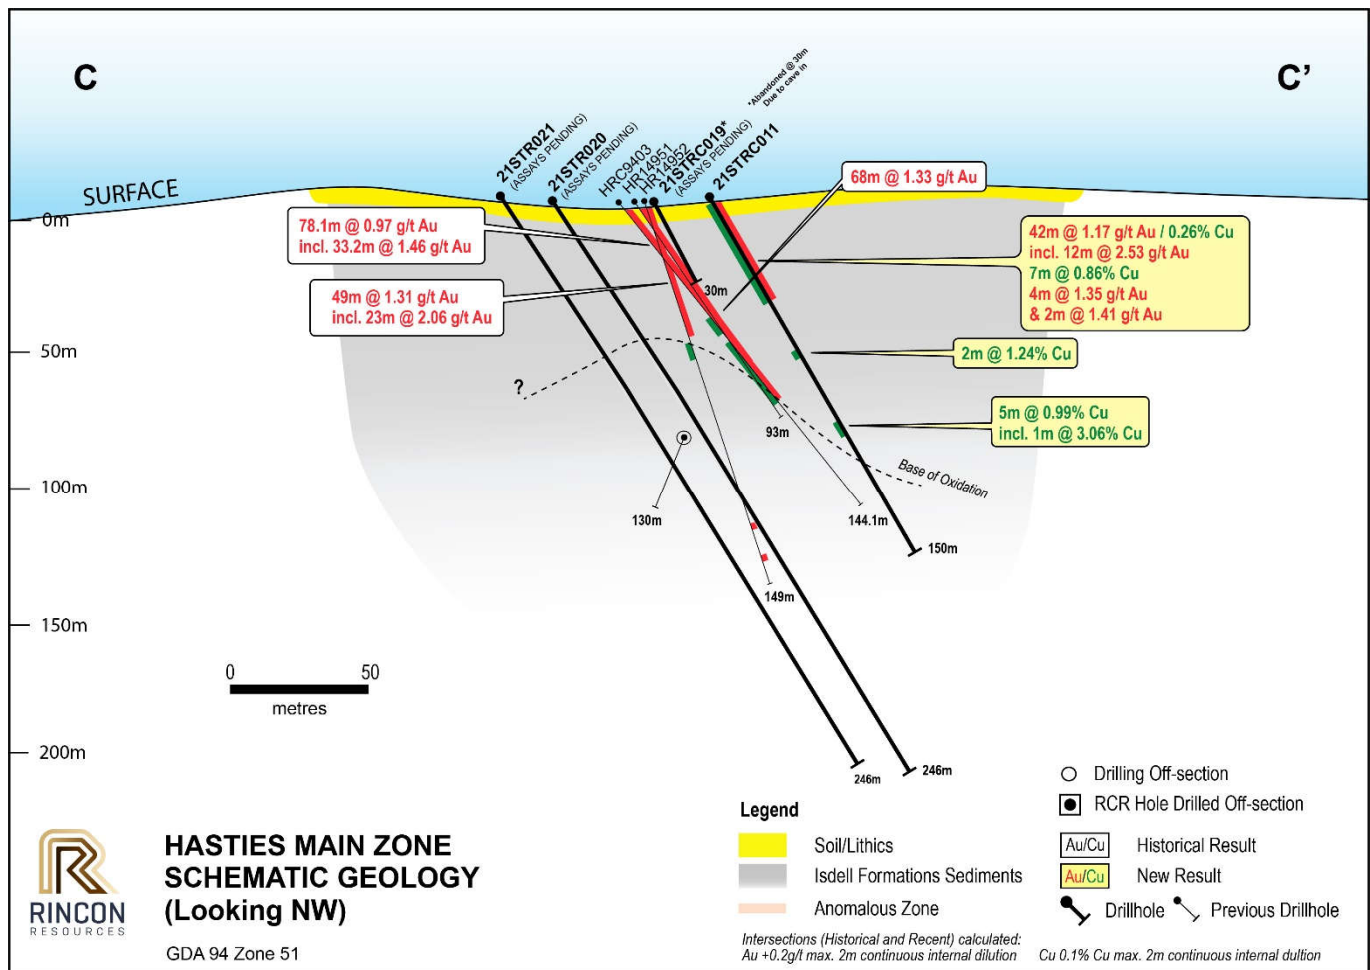 C
C'
*Abandoned @ 30m
Due to cave in
21STR021
(ASSAYS PENDING)
21STR020
(ASSAYS PENDING)
HRC9403
HR14951
HR14952
21STRC019*
(ASSAYS PENDING)
21STRC011
SURFACE
0m
50m
100m
150m
200m
78.1m @ 0.97 g/t Au
incl. 33.2m @ 1.46 g/t Au
49m @ 1.31 g/t Au
incl. 23m @ 2.06 g/t Au
68m @ 1.33 g/t Au
42m @ 1.17 g/t Au / 0.26% Cu
incl. 12m @ 2.53 g/t Au
7m @ 0.86% Cu
4m @ 1.35 g/t Au
& 2m @ 1.41 g/t Au
2m @ 1.24% Cu
5m @ 0.99% Cu
incl. 1m @ 3.06% Cu
30m
?
93m
Base of Oxidation
130m
144.1m
150m
149m
246m
246m
0 50
metres
RINCON
RESOURCES
HASTIES MAIN ZONE
SCHEMATIC GEOLOGY
(Looking NW)
GDA 94 Zone 51
Legend
Soil/Lithics
Isdell Formations Sediments
Anomalous Zone
Drilling Off-section
RCR Hole Drilled Off-section
Au/Cu Historical Result
Au/Cu New Result
Drillhole Previous Drillhole
Intersections (Historical and Recent) calculated:
Au +0.2g/t max. 2m continuous internal dilution Cu 0.1% Cu max. 2m continuous internal dultion